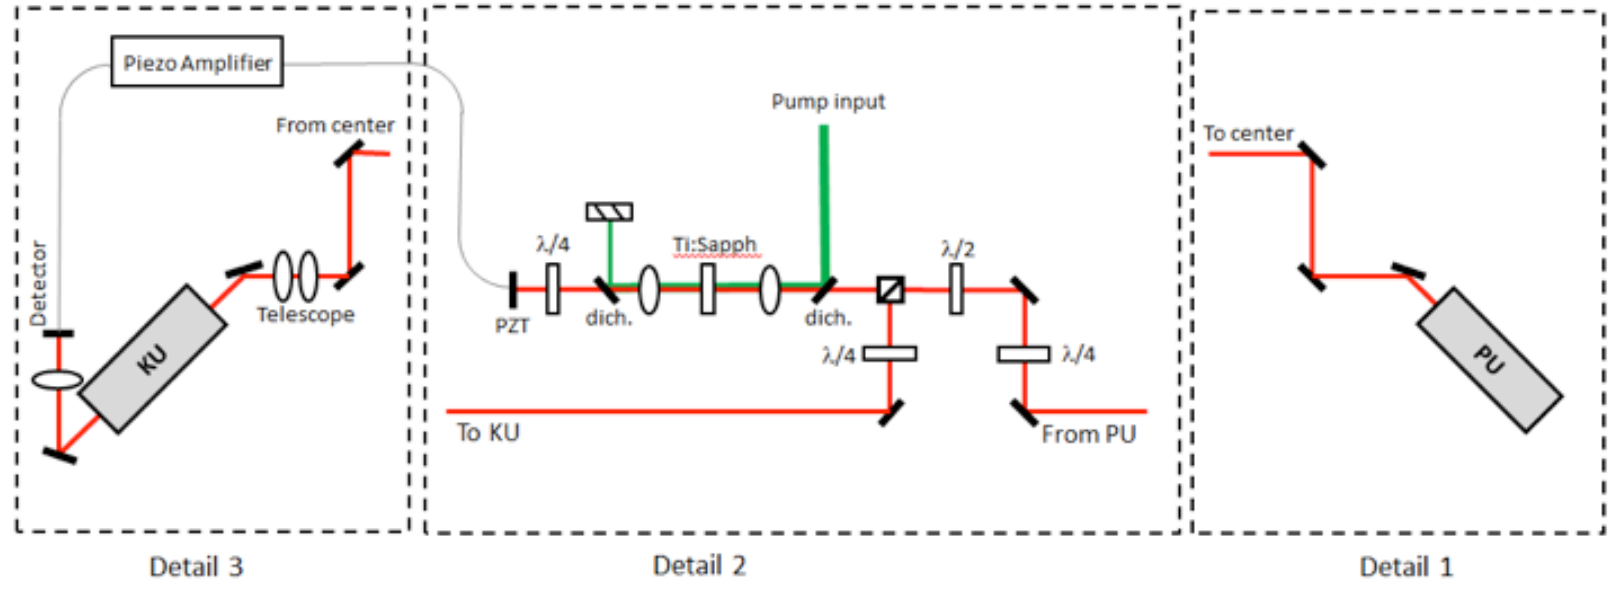 Piezo Amplifier
From center
Detector
Telescope
KU
Detail 3
Pump input
λ/4
Ti:Sapph
λ/2
PZT
dich.
dich.
λ/4
λ/4
To KU
From PU
Detail 2
To center
PU
Detail 1